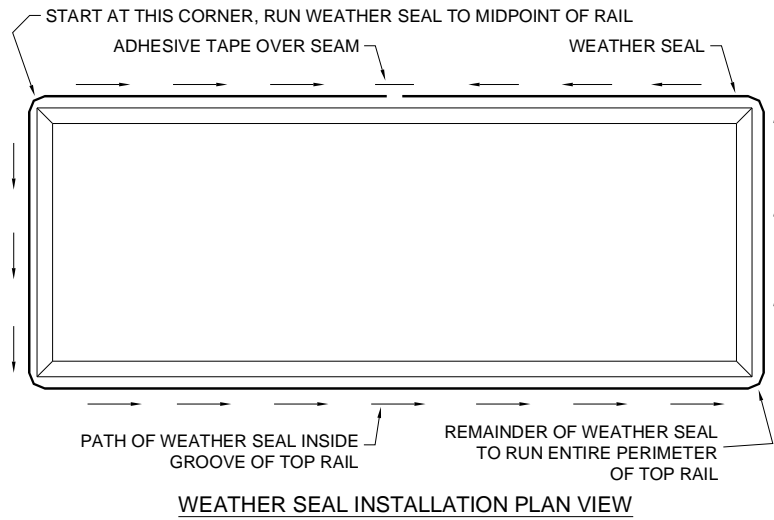 START AT THIS CORNER, RUN WEATHER SEAL TO MIDPOINT OF RAIL
ADHESIVE TAPE OVER SEAM
WEATHER SEAL
PATH OF WEATHER SEAL INSIDE
GROOVE OF TOP RAIL
REMAINDER OF WEATHER SEAL
TO RUN ENTIRE PERIMETER
OF TOP RAIL
WEATHER SEAL INSTALLATION PLAN VIEW